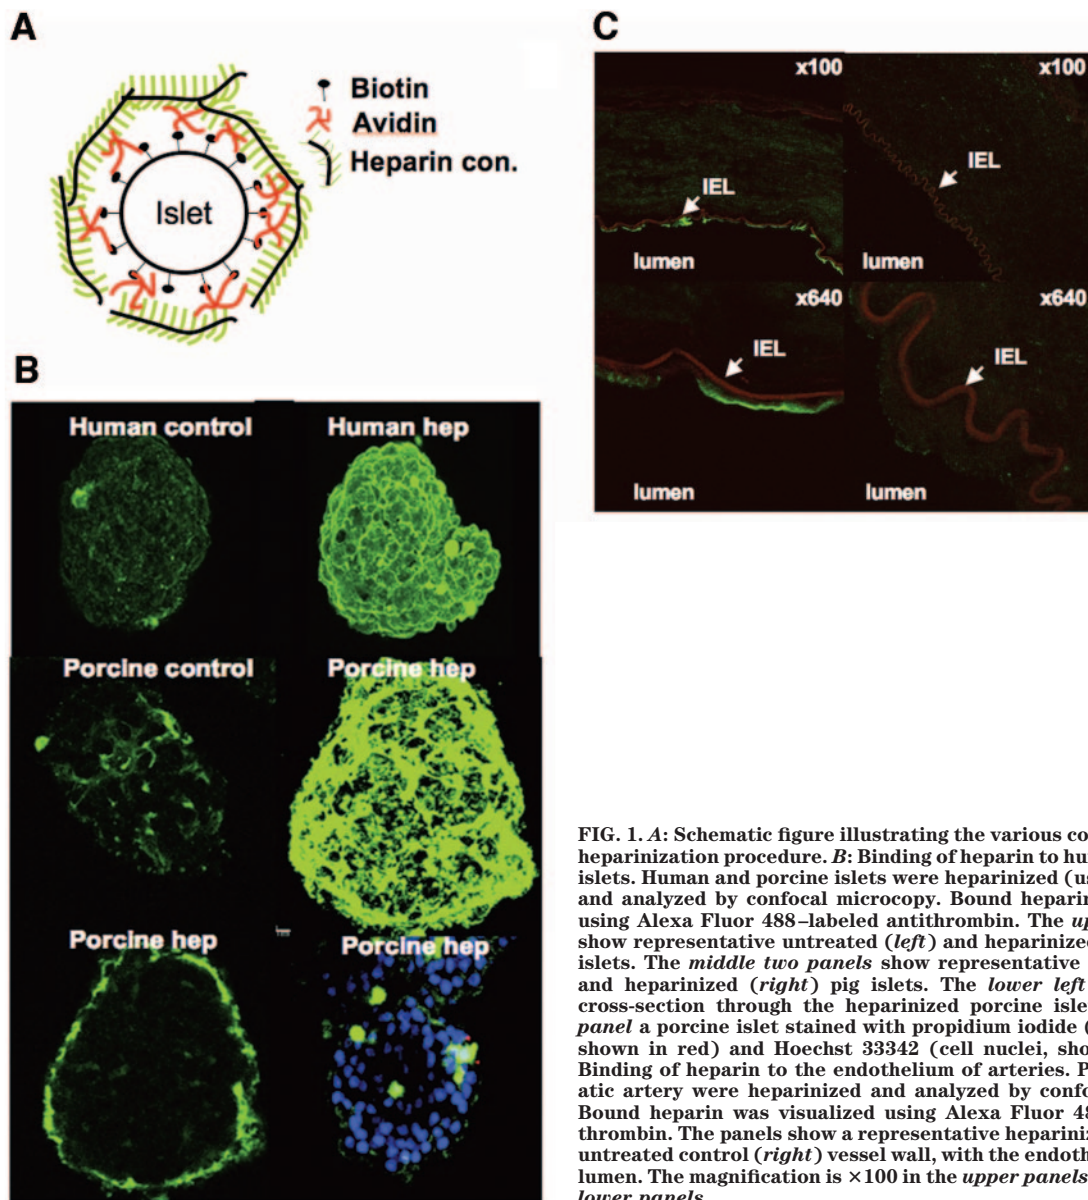 A
Biotin
Avidin
Heparin con.
Islet
B
Human control
Human hep
Porcine control
Porcine hep
Porcine hep
Porcine hep
C
x100
x100
IEL
IEL
lumen
lumen
x640
x640
IEL
IEL
lumen
lumen
FIG. 1. A: Schematic figure illustrating the various co
heparinization procedure. B: Binding of heparin to hu
islets. Human and porcine islets were heparinized (us
and analyzed by confocal microcopy. Bound heparin
using Alexa Fluor 488–labeled antithrombin. The up
show representative untreated (left) and heparinized
islets. The middle two panels show representative
and heparinized (right) pig islets. The lower left
cross-section through the heparinized porcine isle
panel a porcine islet stained with propidium iodide (
shown in red) and Hoechst 33342 (cell nuclei, sho
Binding of heparin to the endothelium of arteries. P
atic artery were heparinized and analyzed by confo
Bound heparin was visualized using Alexa Fluor 48
thrombin. The panels show a representative hepariniz
untreated control (right) vessel wall, with the endoth
lumen. The magnification is ×100 in the upper panels
lower panels.